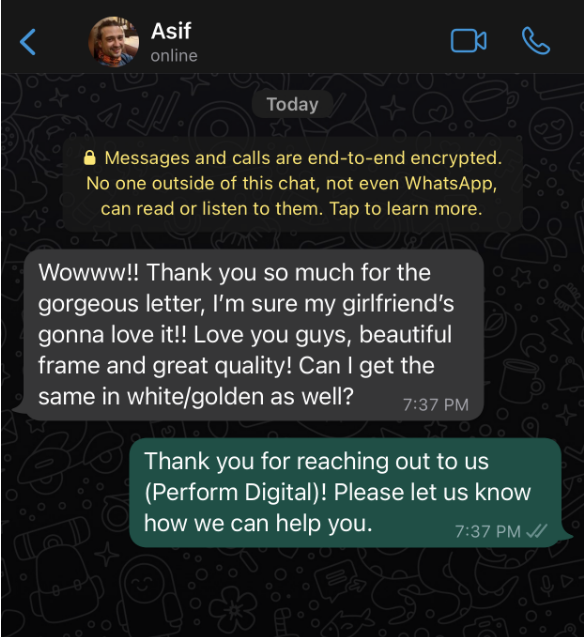 Asif
online
Today
Messages and calls are end-to-end encrypted.
No one outside of this chat, not even WhatsApp,
can read or listen to them. Tap to learn more.
Wowww!! Thank you so much for the
gorgeous letter, I’m sure my girlfriend’s
gonna love it!! Love you guys, beautiful
frame and great quality! Can I get the
same in white/golden as well?
7:37 PM
Thank you for reaching out to us
(Perform Digital)! Please let us know
how we can help you.
7:37 PM